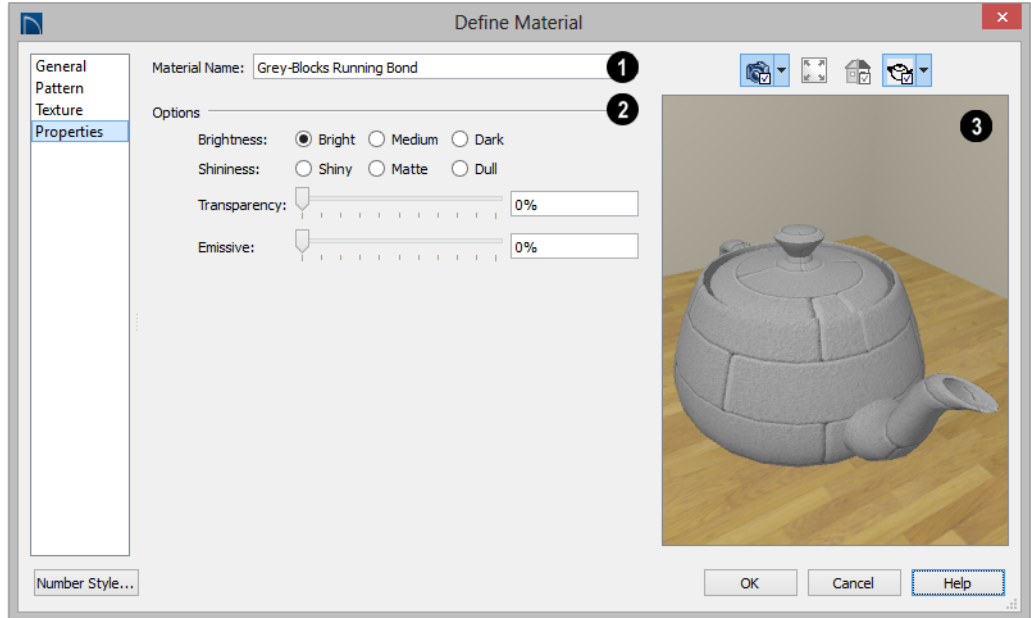 Define Material
General
Pattern
Texture
Properties
Material Name: Grey-Blocks Running Bond 1
Options 2
Brightness: Bright Medium Dark
Shininess: Shiny Matte Dull
Transparency: 0%
Emissive: 0%
3
Number Style...
OK Cancel Help